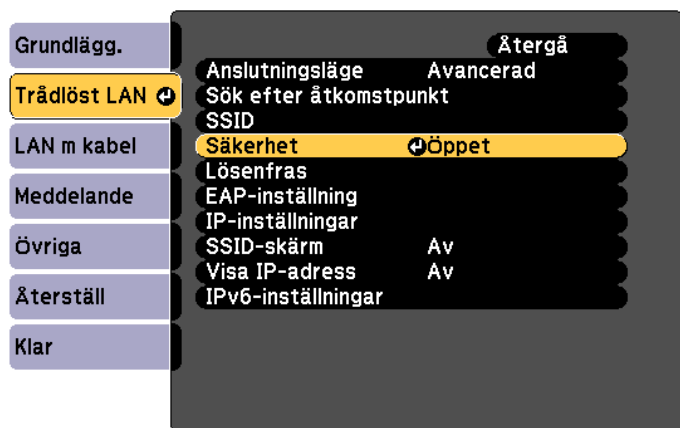 Grundlägg.
Trådlöst LAN
LAN m kabel
Meddelande
Övriga
Återställ
Klar
Återgå
Anslutningsläge Avancerad
Sök efter åtkomstpunkt
SSID
Säkerhet Öppet
Lösenfras
EAP-inställning
IP-inställningar
SSID-skärm Av
Visa IP-adress Av
IPv6-inställningar